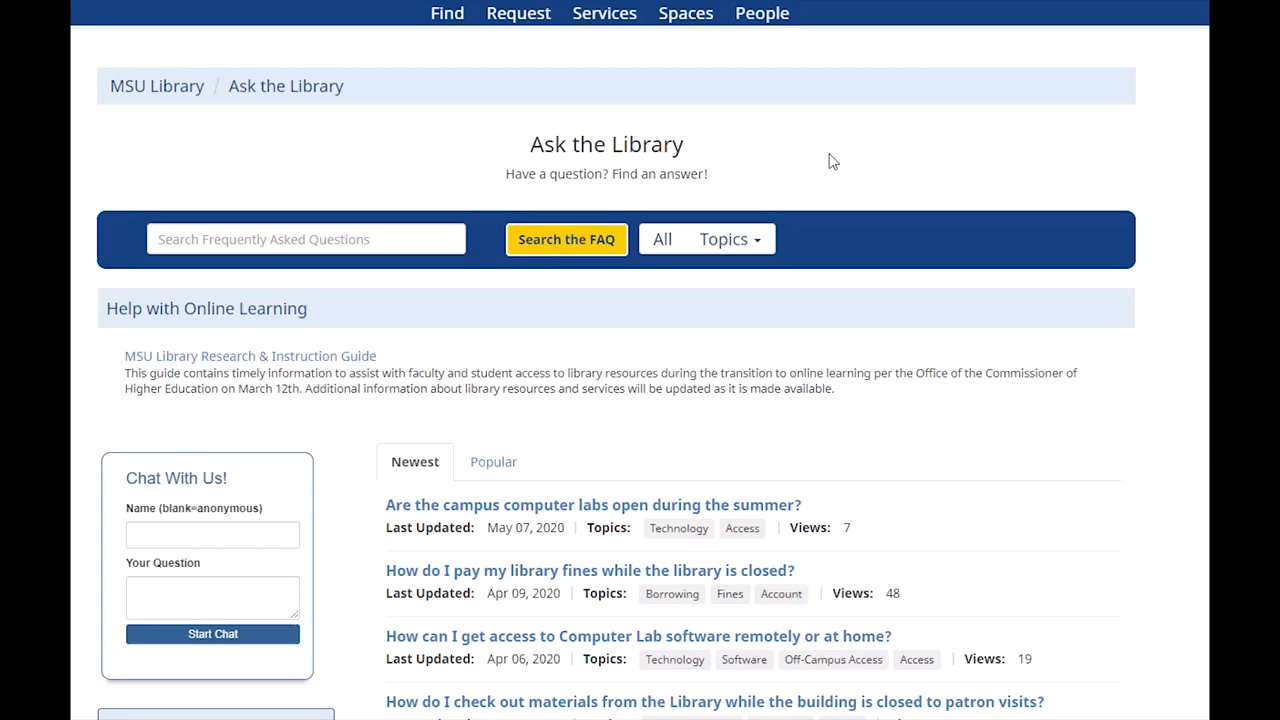 Find Request Services Spaces People
MSU Library / Ask the Library
Ask the Library
Have a question? Find an answer!
Search Frequently Asked Questions Search the FAQ All Topics
Help with Online Learning
MSU Library Research & Instruction Guide
This guide contains timely information to assist with faculty and student access to library resources during the transition to online learning per the Office of the Commissioner of
Higher Education on March 12th. Additional information about library resources and services will be updated as it is made available.
Chat With Us!
Name (blank=anonymous)
Your Question
Start Chat
Newest Popular
Are the campus computer labs open during the summer?
Last Updated: May 07, 2020 | Topics: Technology Access | Views: 7
How do I pay my library fines while the library is closed?
Last Updated: Apr 09, 2020 | Topics: Borrowing Fines Account | Views: 48
How can I get access to Computer Lab software remotely or at home?
Last Updated: Apr 06, 2020 | Topics: Technology Software Off-Campus Access Access | Views: 19
How do I check out materials from the Library while the building is closed to patron visits?